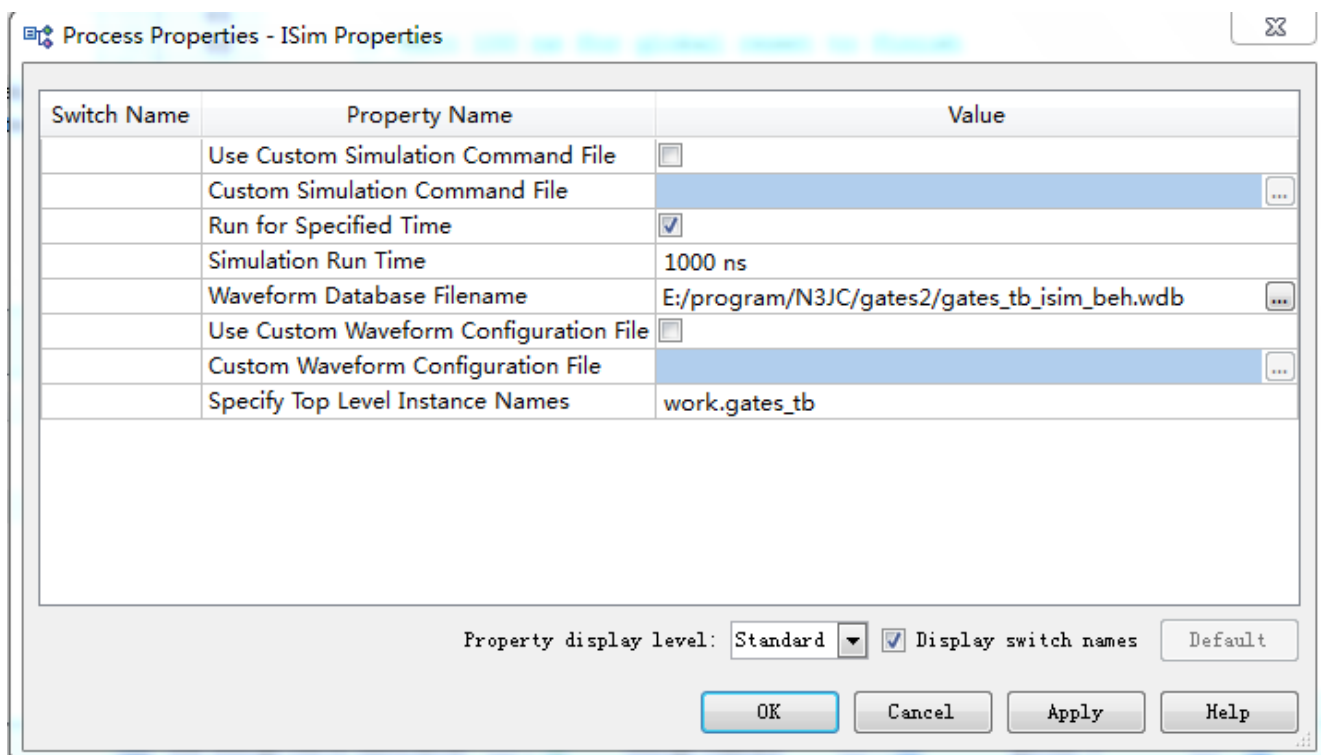 Process Properties - ISim Properties
Switch Name Property Name Value
Use Custom Simulation Command File
Custom Simulation Command File ...
Run for Specified Time
Simulation Run Time 1000 ns
Waveform Database Filename E:/program/N3JC/gates2/gates_tb_isim_beh.wdb ...
Use Custom Waveform Configuration File
Custom Waveform Configuration File ...
Specify Top Level Instance Names work.gates_tb
Property display level: Standard Display switch names Default
OK Cancel Apply Help